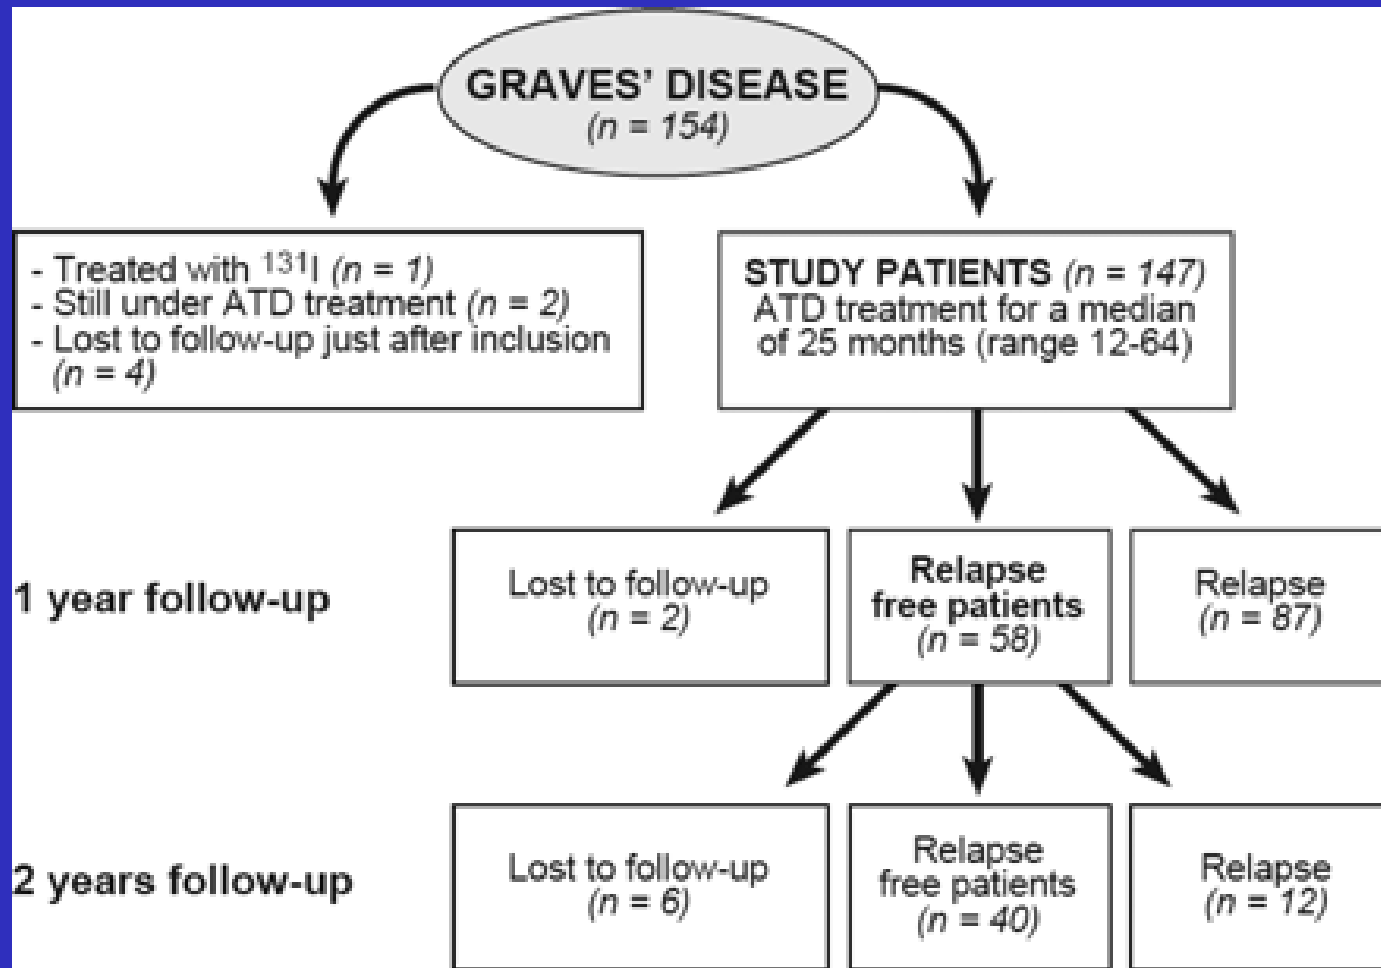 GRAVES' DISEASE
(n = 154)
- Treated with ¹³¹I (n = 1)
- Still under ATD treatment (n = 2)
- Lost to follow-up just after inclusion
(n = 4)
STUDY PATIENTS (n = 147)
ATD treatment for a median
of 25 months (range 12-64)
1 year follow-up
Lost to follow-up
(n = 2)
Relapse
free patients
(n = 58)
Relapse
(n = 87)
2 years follow-up
Lost to follow-up
(n = 6)
Relapse
free patients
(n = 40)
Relapse
(n = 12)